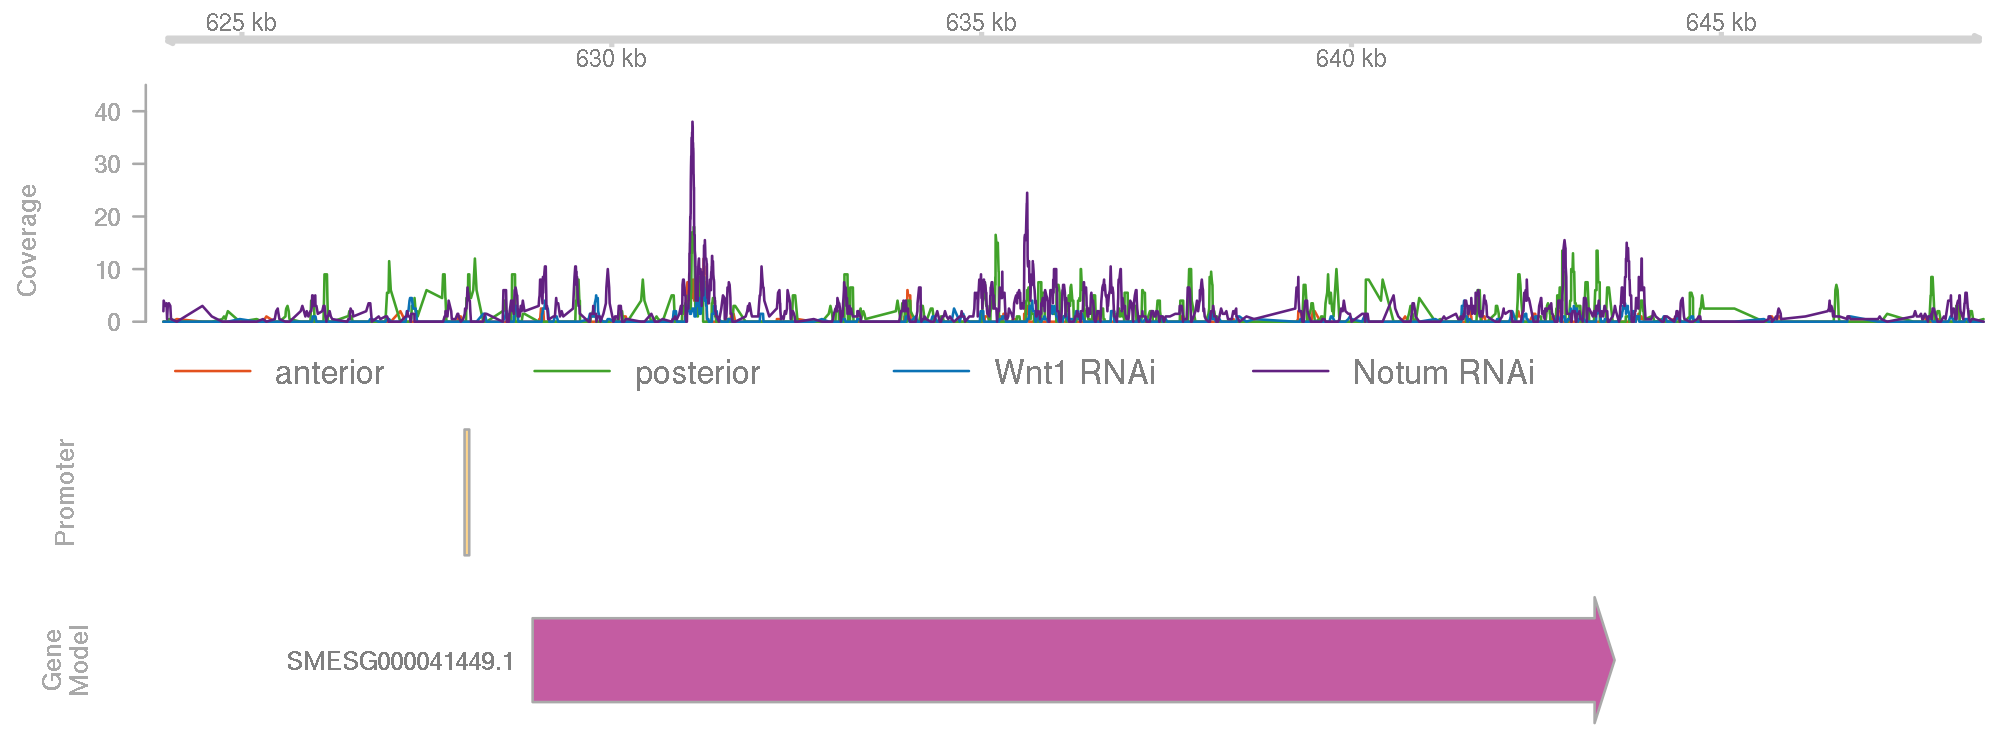 625 kb 635 kb 645 kb
630 kb 640 kb
Coverage
40
30
20
10
0
anterior posterior Wnt1 RNAi Notum RNAi
Promoter
Gene
Model
SMESG000041449.1